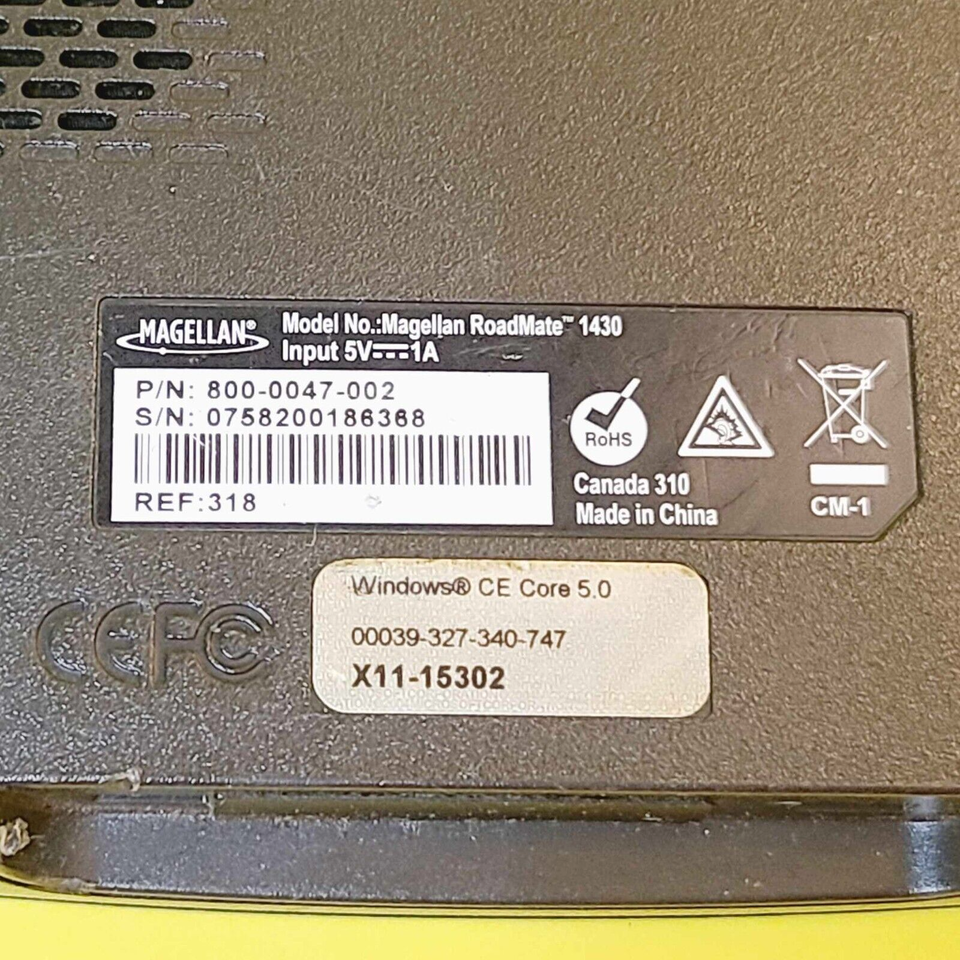 MAGELLAN®
Model No.:Magellan RoadMate™ 1430
Input 5V⎓1A
P/N: 800-0047-002
S/N: 0758200186368
REF:318
RoHS
Canada 310
Made in China
CM-1
CE FC
Windows® CE Core 5.0
00039-327-340-747
X11-15302